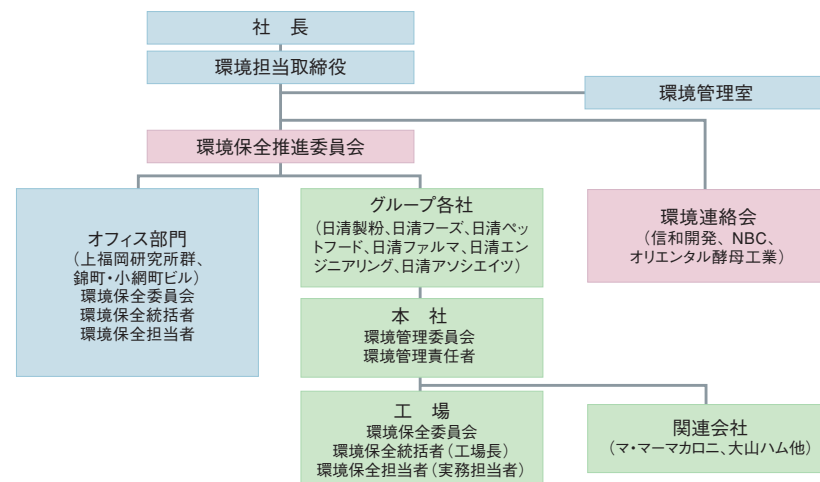 社　長
環境担当取締役
環境管理室
環境保全推進委員会
オフィス部門
（上福岡研究所群、
錦町・小網町ビル）
環境保全委員会
環境保全統括者
環境保全担当者
グループ各社
（日清製粉、日清フーズ、日清ペッ
トフード、日清ファルマ、日清エン
ジニアリング、日清アソシエイツ）
環境連絡会
（信和開発、NBC、
オリエンタル酵母工業）
本　社
環境管理委員会
環境管理責任者
工　場
環境保全委員会
環境保全統括者（工場長）
環境保全担当者（実務担当者）
関連会社
（マ・マーマカロニ、大山ハム他）